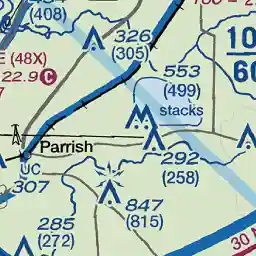 (408)
326
(305)
E (48X)
22.9 C
553
(499)
stacks
10
60
Parrish
UC
307
292
(258)
847
(815)
285
(272)
30 N